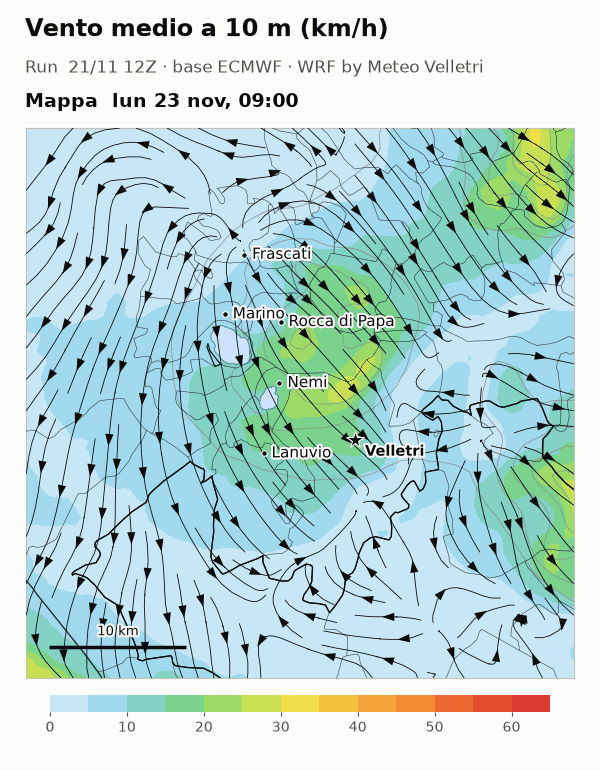 Vento medio a 10 m (km/h)
Run  21/11 12Z · base ECMWF · WRF by Meteo Velletri
Mappa  lun 23 nov, 09:00
Frascati
Marino
Rocca di Papa
Nemi
Velletri
Lanuvio
10 km
0 10 20 30 40 50 60